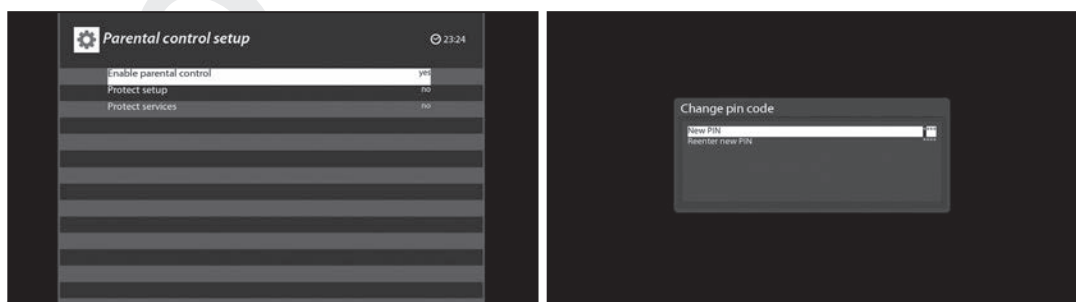 Parental control setup
23:24
Enable parental control yes
Protect setup no
Protect services no
Change pin code
New PIN ****
Reenter new PIN ****